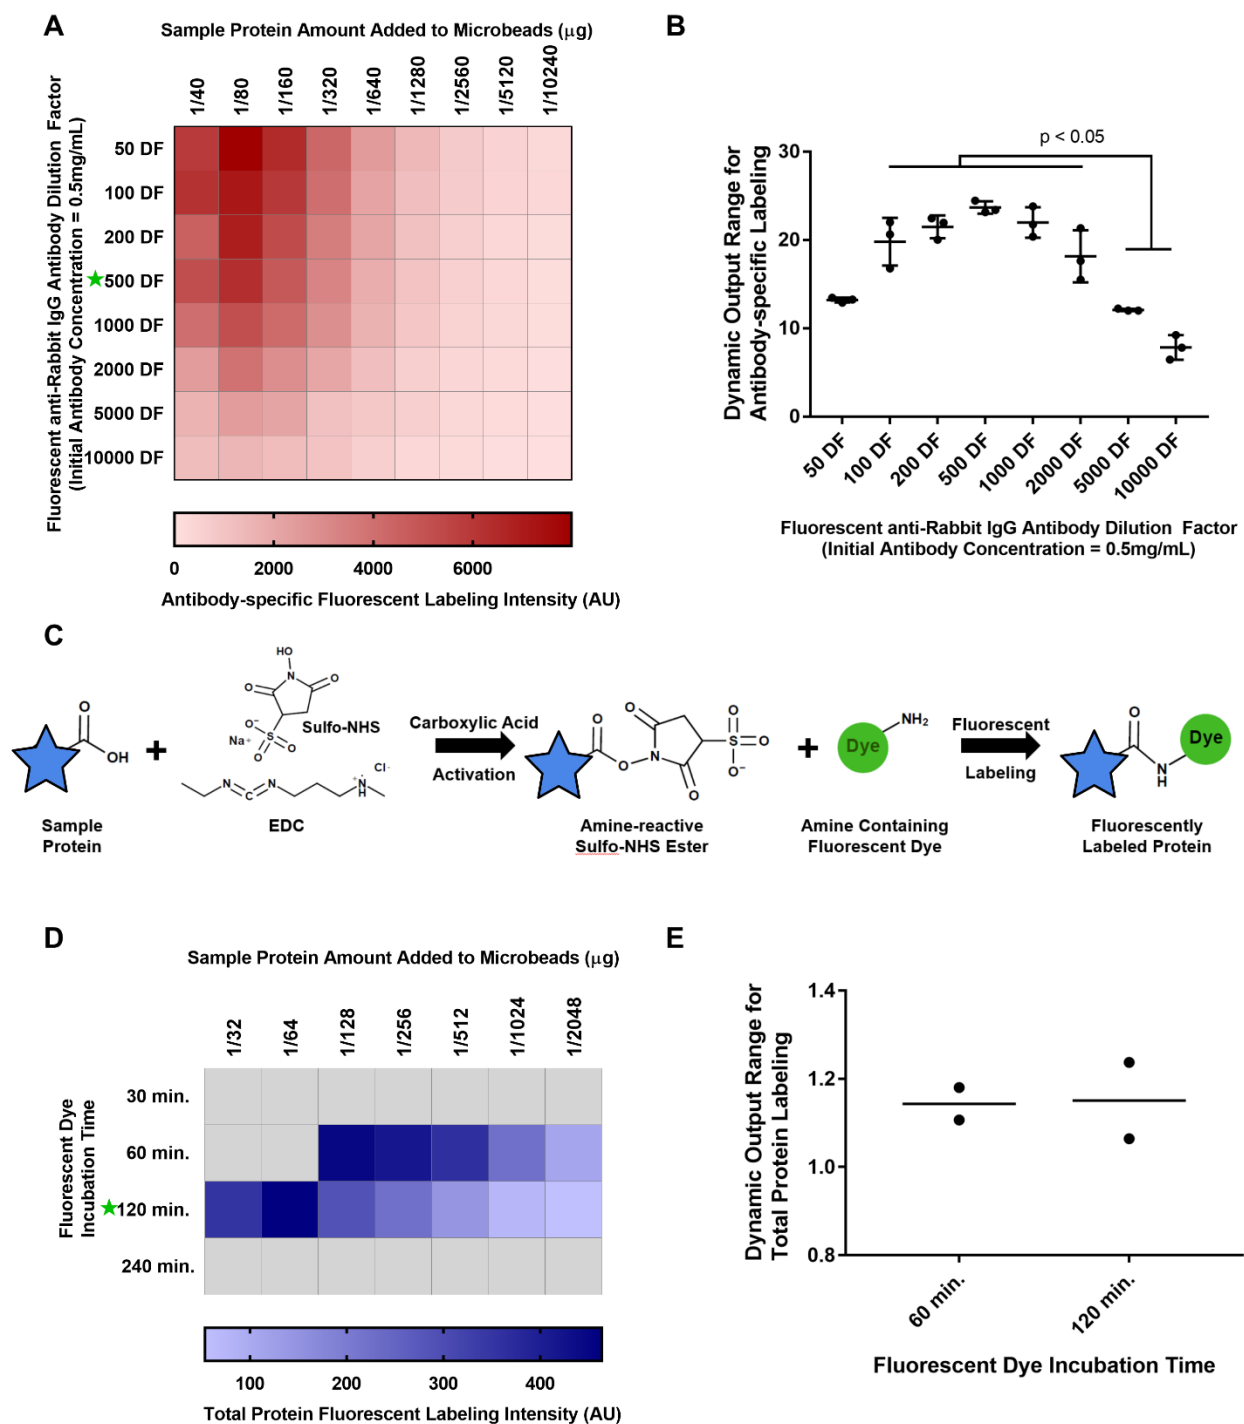 A
Sample Protein Amount Added to Microbeads (µg)
1/40 1/80 1/160 1/320 1/640 1/1280 1/2560 1/5120 1/10240
Fluorescent anti-Rabbit IgG Antibody Dilution Factor
(Initial Antibody Concentration = 0.5mg/mL)
50 DF
100 DF
200 DF
500 DF
1000 DF
2000 DF
5000 DF
10000 DF
0 2000 4000 6000
Antibody-specific Fluorescent Labeling Intensity (AU)
B
p < 0.05
Dynamic Output Range for
Antibody-specific Labeling
30
20
10
0
50 DF 100 DF 200 DF 500 DF 1000 DF 2000 DF 5000 DF 10000 DF
Fluorescent anti-Rabbit IgG Antibody Dilution Factor
(Initial Antibody Concentration = 0.5mg/mL)
C
O
OH
Sample
Protein
+
HO
N
O O
O⁻
Na⁺ S O
O
Sulfo-NHS
N C N N⁺ H Cl⁻
EDC
Carboxylic Acid
Activation
O
O N
O
O
S O
O
O⁻
Amine-reactive
Sulfo-NHS Ester
+
NH₂
Dye
Amine Containing
Fluorescent Dye
Fluorescent
Labeling
O
N
H
Dye
Fluorescently
Labeled Protein
D
Sample Protein Amount Added to Microbeads (µg)
1/32 1/64 1/128 1/256 1/512 1/1024 1/2048
Fluorescent Dye
Incubation Time
30 min.
60 min.
120 min.
240 min.
100 200 300 400
Total Protein Fluorescent Labeling Intensity (AU)
E
Dynamic Output Range for
Total Protein Labeling
1.4
1.2
1.0
0.8
60 min. 120 min.
Fluorescent Dye Incubation Time